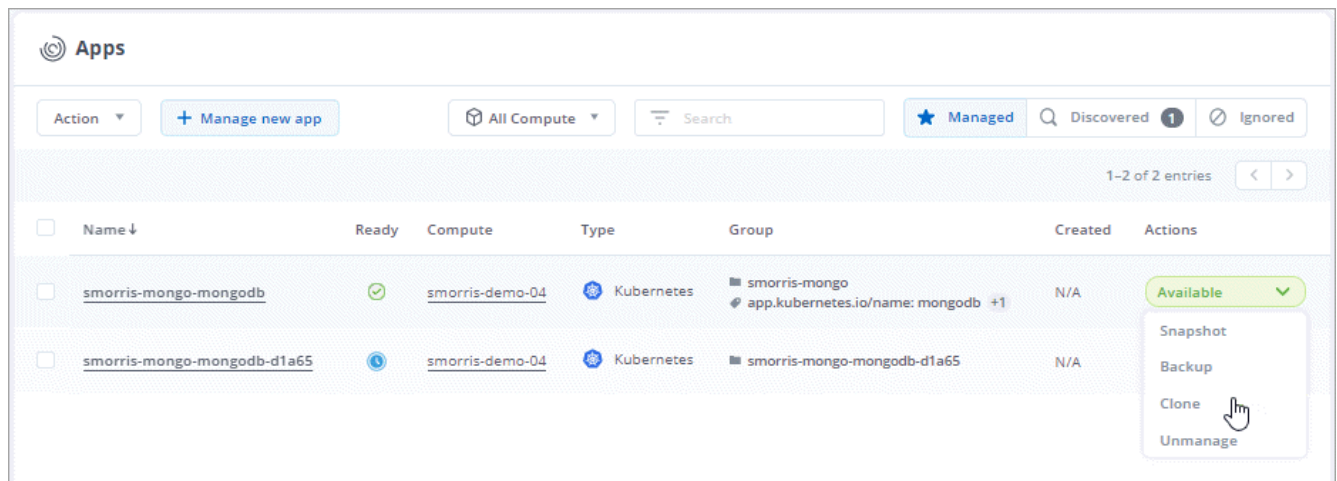 Apps
Action + Manage new app All Compute Search Managed Discovered 1 Ignored
1–2 of 2 entries < >
Name↓ Ready Compute Type Group Created Actions
smorris-mongo-mongodb smorris-demo-04 Kubernetes smorris-mongo N/A Available
app.kubernetes.io/name: mongodb +1
Snapshot
smorris-mongo-mongodb-d1a65 smorris-demo-04 Kubernetes smorris-mongo-mongodb-d1a65 N/A
Backup
Clone
Unmanage